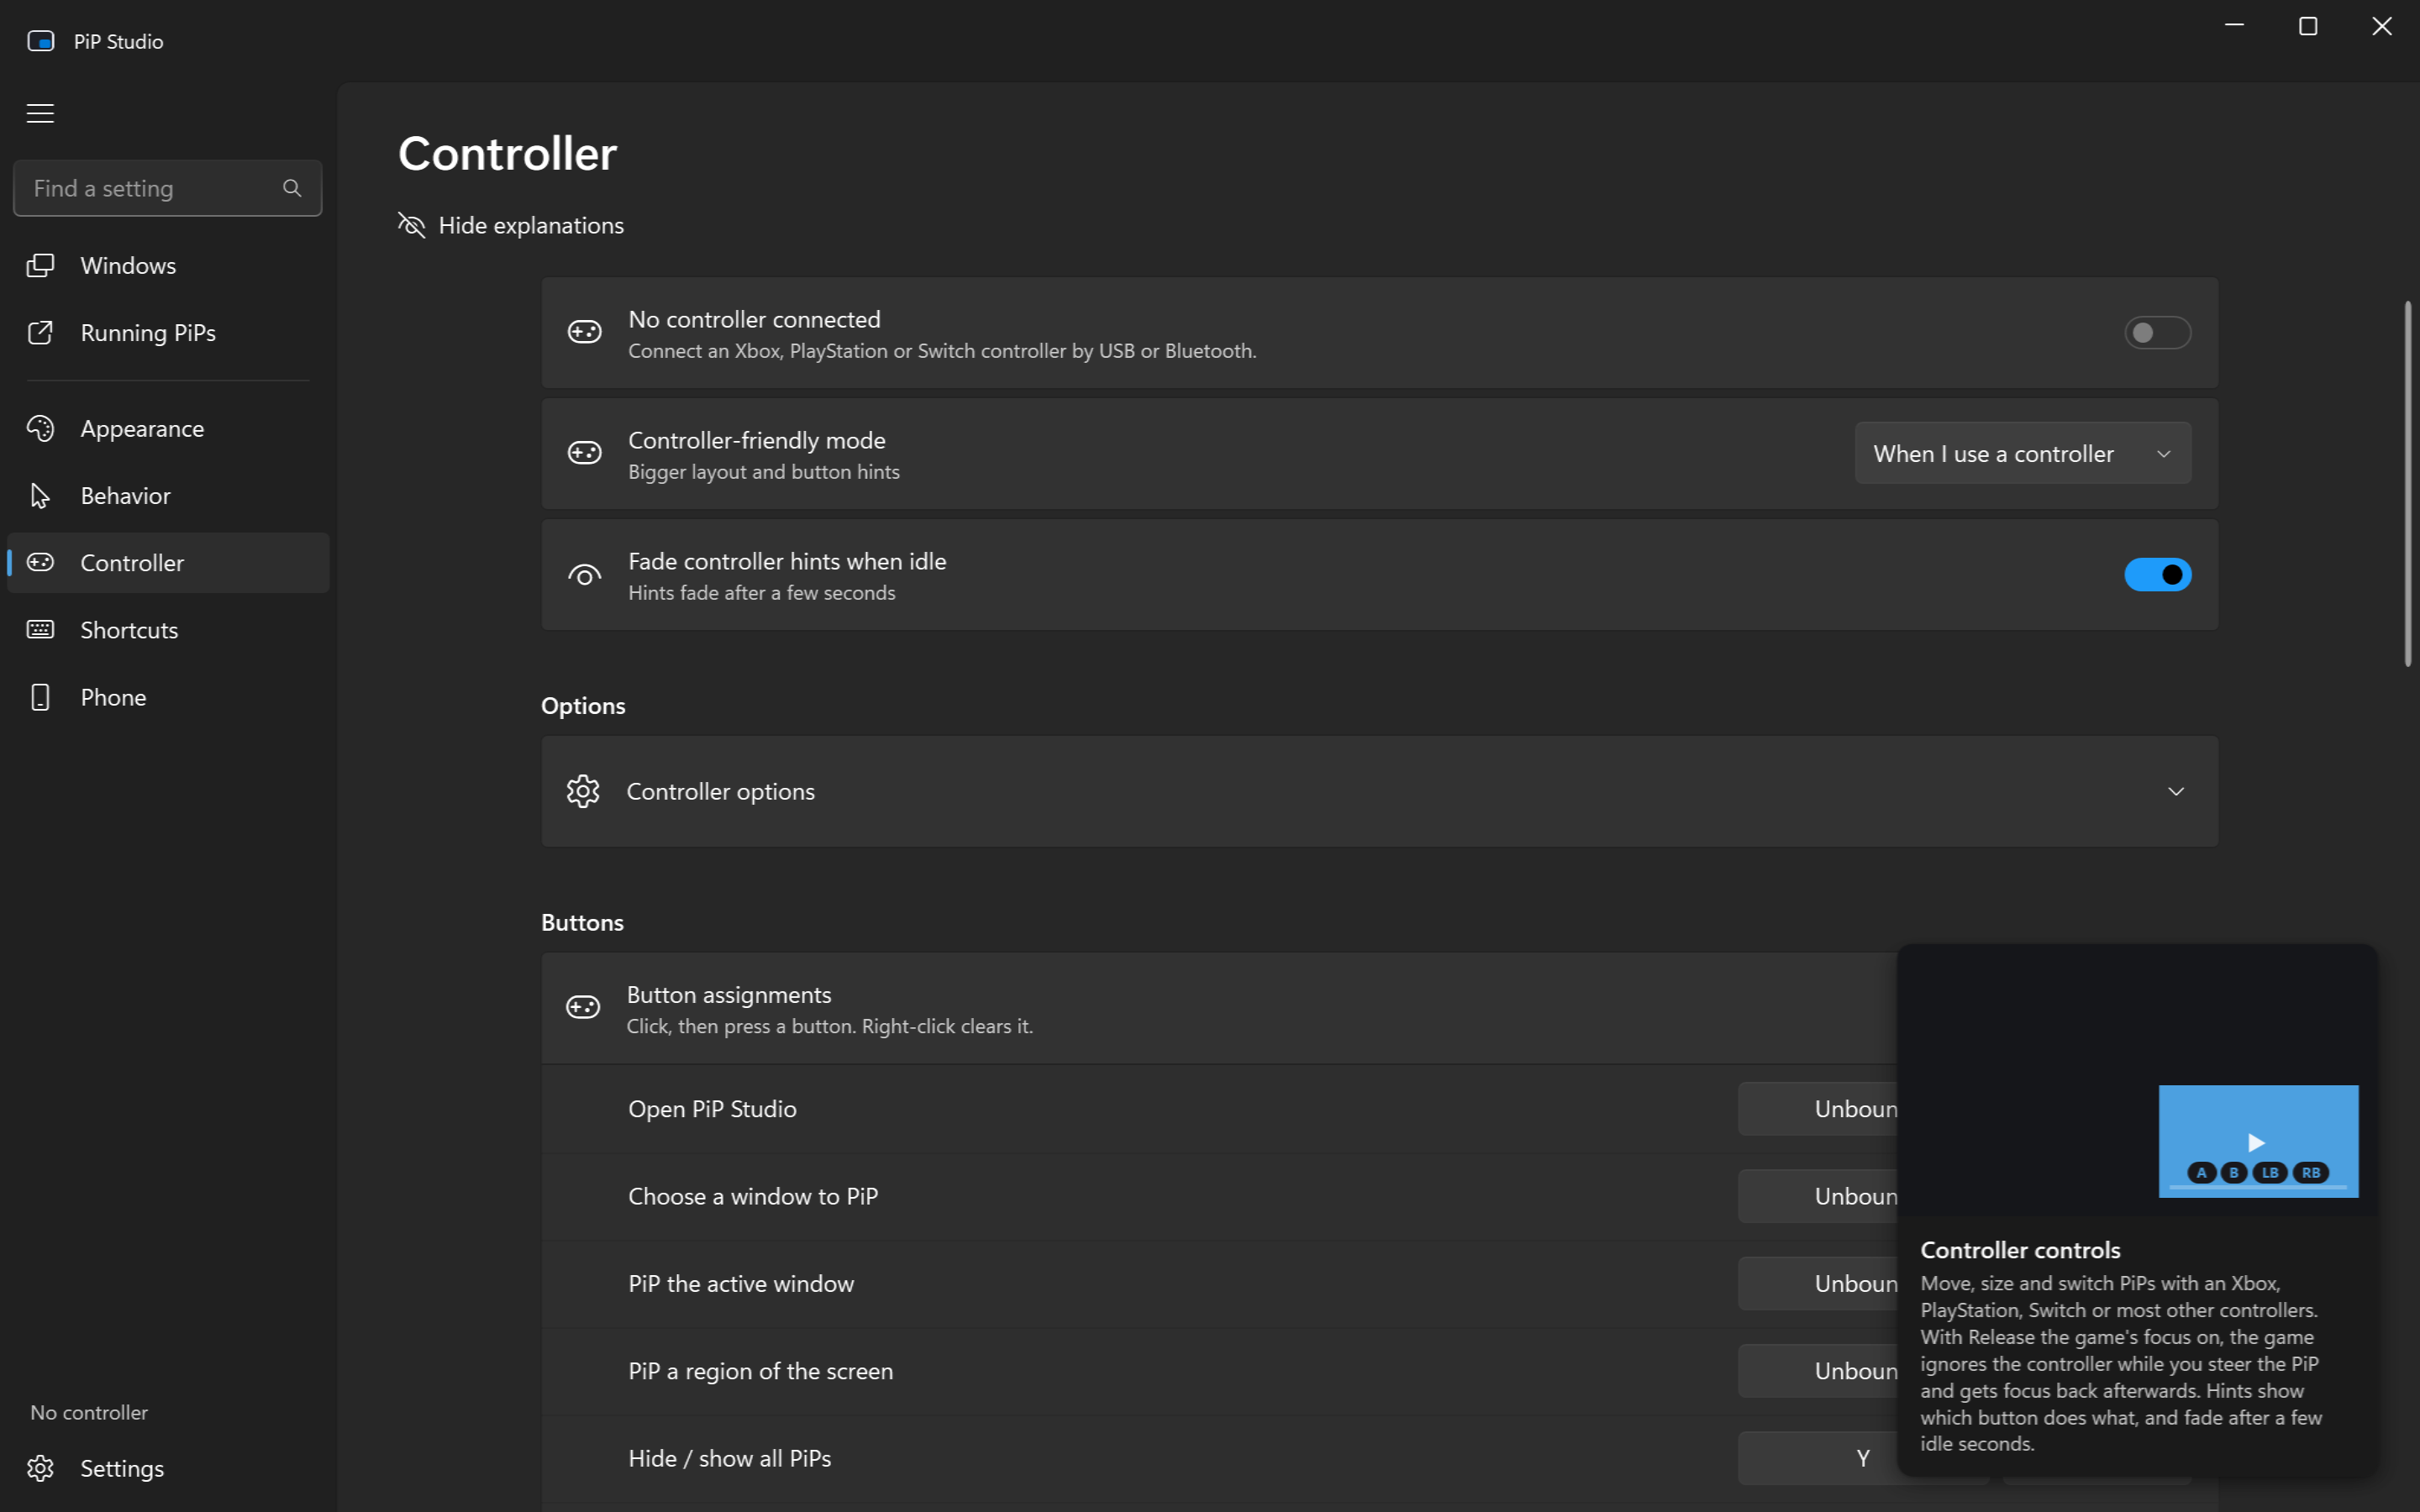 PiP Studio
Find a setting
Windows
Running PiPs
Appearance
Behavior
Controller
Shortcuts
Phone
No controller
Settings
Controller
Hide explanations
No controller connected
Connect an Xbox, PlayStation or Switch controller by USB or Bluetooth.
Controller-friendly mode
Bigger layout and button hints
When I use a controller
Fade controller hints when idle
Hints fade after a few seconds
Options
Controller options
Buttons
Button assignments
Click, then press a button. Right-click clears it.
Open PiP Studio
Unboun
Choose a window to PiP
Unboun
PiP the active window
Unboun
PiP a region of the screen
Unboun
Hide / show all PiPs
Y
A B LB RB
Controller controls
Move, size and switch PiPs with an Xbox,
PlayStation, Switch or most other controllers.
With Release the game's focus on, the game
ignores the controller while you steer the PiP
and gets focus back afterwards. Hints show
which button does what, and fade after a few
idle seconds.